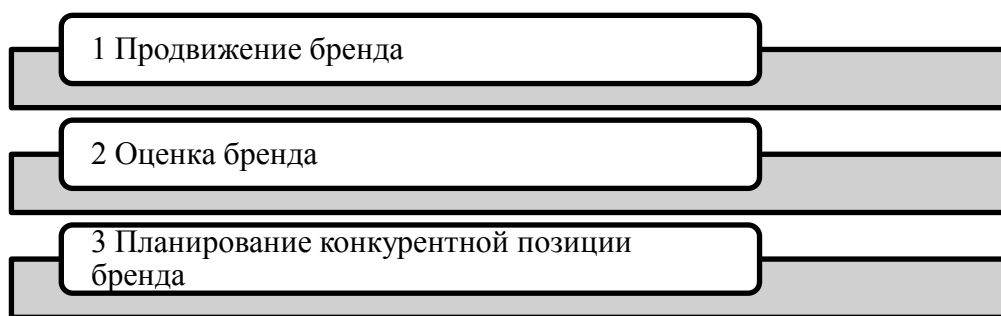 1 Продвижение бренда
2 Оценка бренда
3 Планирование конкурентной позиции
бренда